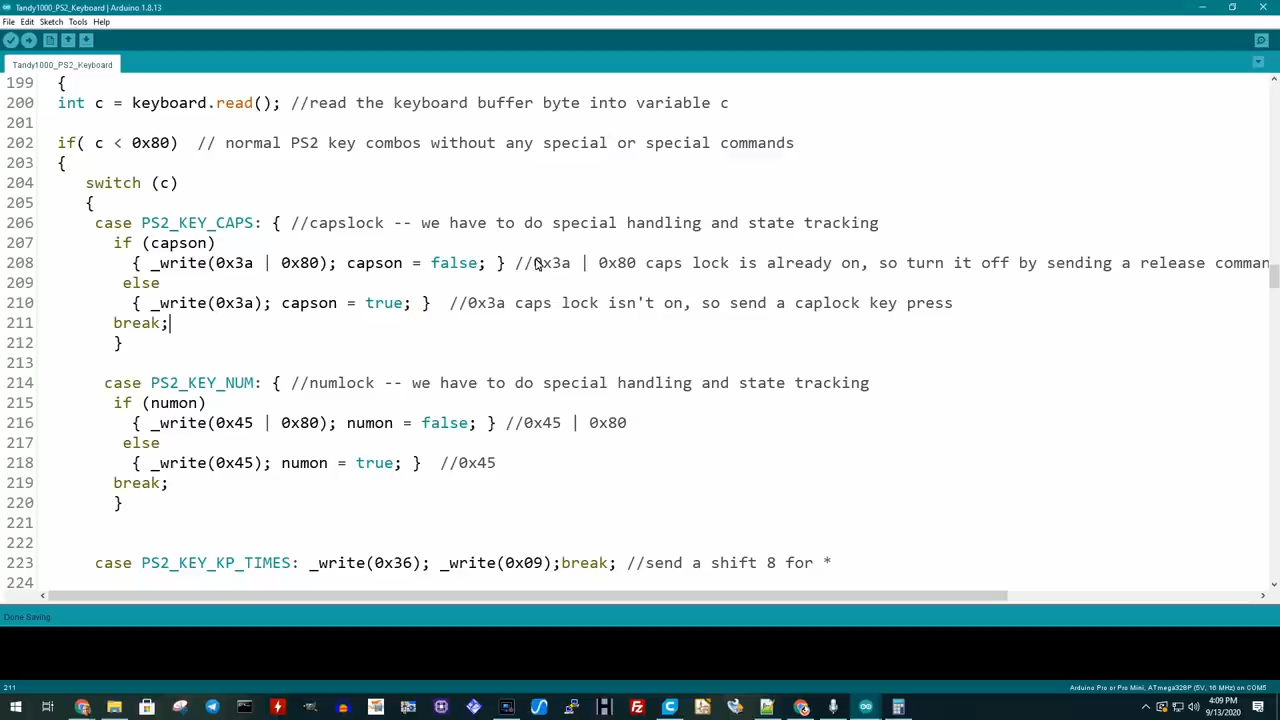 Tandy1000_PS2_Keyboard | Arduino 1.8.13
File Edit Sketch Tools Help
Tandy1000_PS2_Keyboard
199 {
200 int c = keyboard.read(); //read the keyboard buffer byte into variable c
201
202 if( c < 0x80) // normal PS2 key combos without any special or special commands
203 {
204 switch (c)
205 {
206 case PS2_KEY_CAPS: { //capslock -- we have to do special handling and state tracking
207 if (capson)
208 { _write(0x3a | 0x80); capson = false; } //0x3a | 0x80 caps lock is already on, so turn it off by sending a release comman
209 else
210 { _write(0x3a); capson = true; } //0x3a caps lock isn't on, so send a caplock key press
211 break;
212 }
213
214 case PS2_KEY_NUM: { //numlock -- we have to do special handling and state tracking
215 if (numon)
216 { _write(0x45 | 0x80); numon = false; } //0x45 | 0x80
217 else
218 { _write(0x45); numon = true; } //0x45
219 break;
220 }
221
222
223 case PS2_KEY_KP_TIMES: _write(0x36); _write(0x09);break; //send a shift 8 for *
224
Done Saving.
211 Arduino Pro or Pro Mini, ATmega328P (5V, 16 MHz) on COM5
4:09 PM
9/13/2020